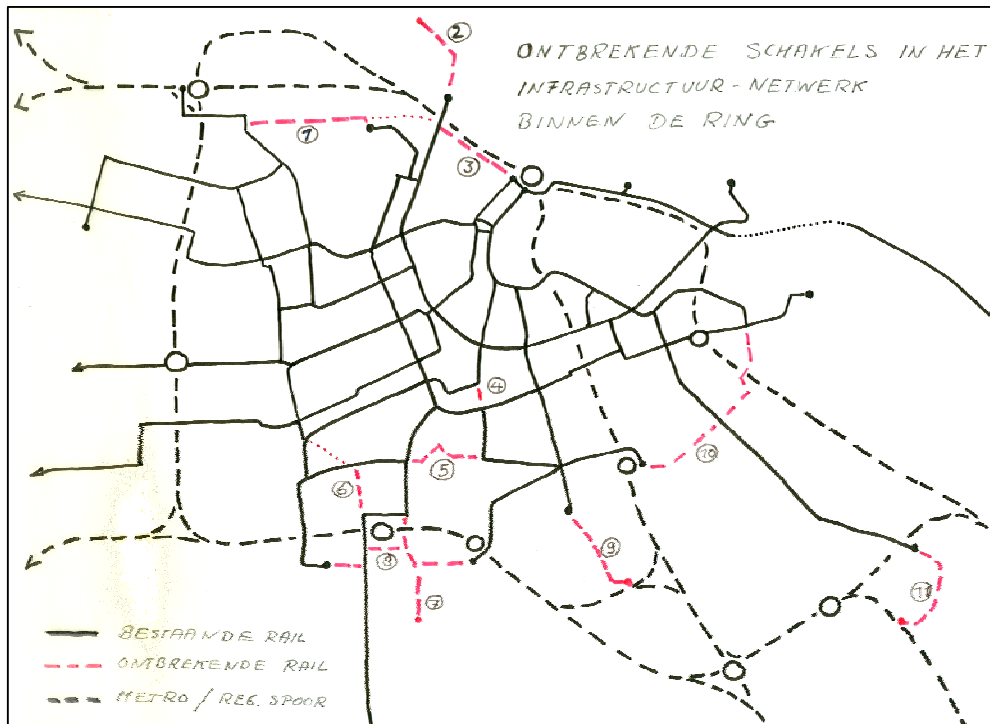 ONTBREKENDE SCHAKELS IN HET
INFRASTRUCTUUR-NETWERK
BINNEN DE RING
2
1
3
4
5
6
10
9
8
7
11
BESTAANDE RAIL
ONTBREKENDE RAIL
METRO / REG. SPOOR